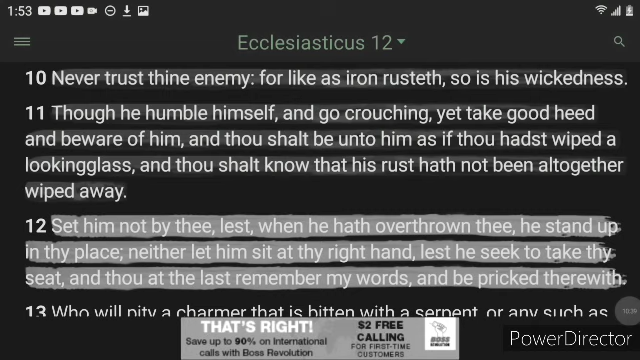 1:53
Ecclesiasticus 12
10 Never trust thine enemy: for like as iron rusteth, so is his wickedness.
11 Though he humble himself, and go crouching, yet take good heed
and beware of him, and thou shalt be unto him as if thou hadst wiped a
lookingglass, and thou shalt know that his rust hath not been altogether
wiped away.
12 Set him not by thee, lest, when he hath overthrown thee, he stand up
in thy place; neither let him sit at thy right hand, lest he seek to take thy
seat, and thou at the last remember my words, and be pricked therewith.
13 Who will pity a charmer that is bitten with a serpent, or any such as
10:39
THAT'S RIGHT!
Save up to 90% on International
calls with Boss Revolution
$2 FREE
CALLING
FOR FIRST-TIME
CUSTOMERS
BOSS
REVOLUTION
PowerDirector